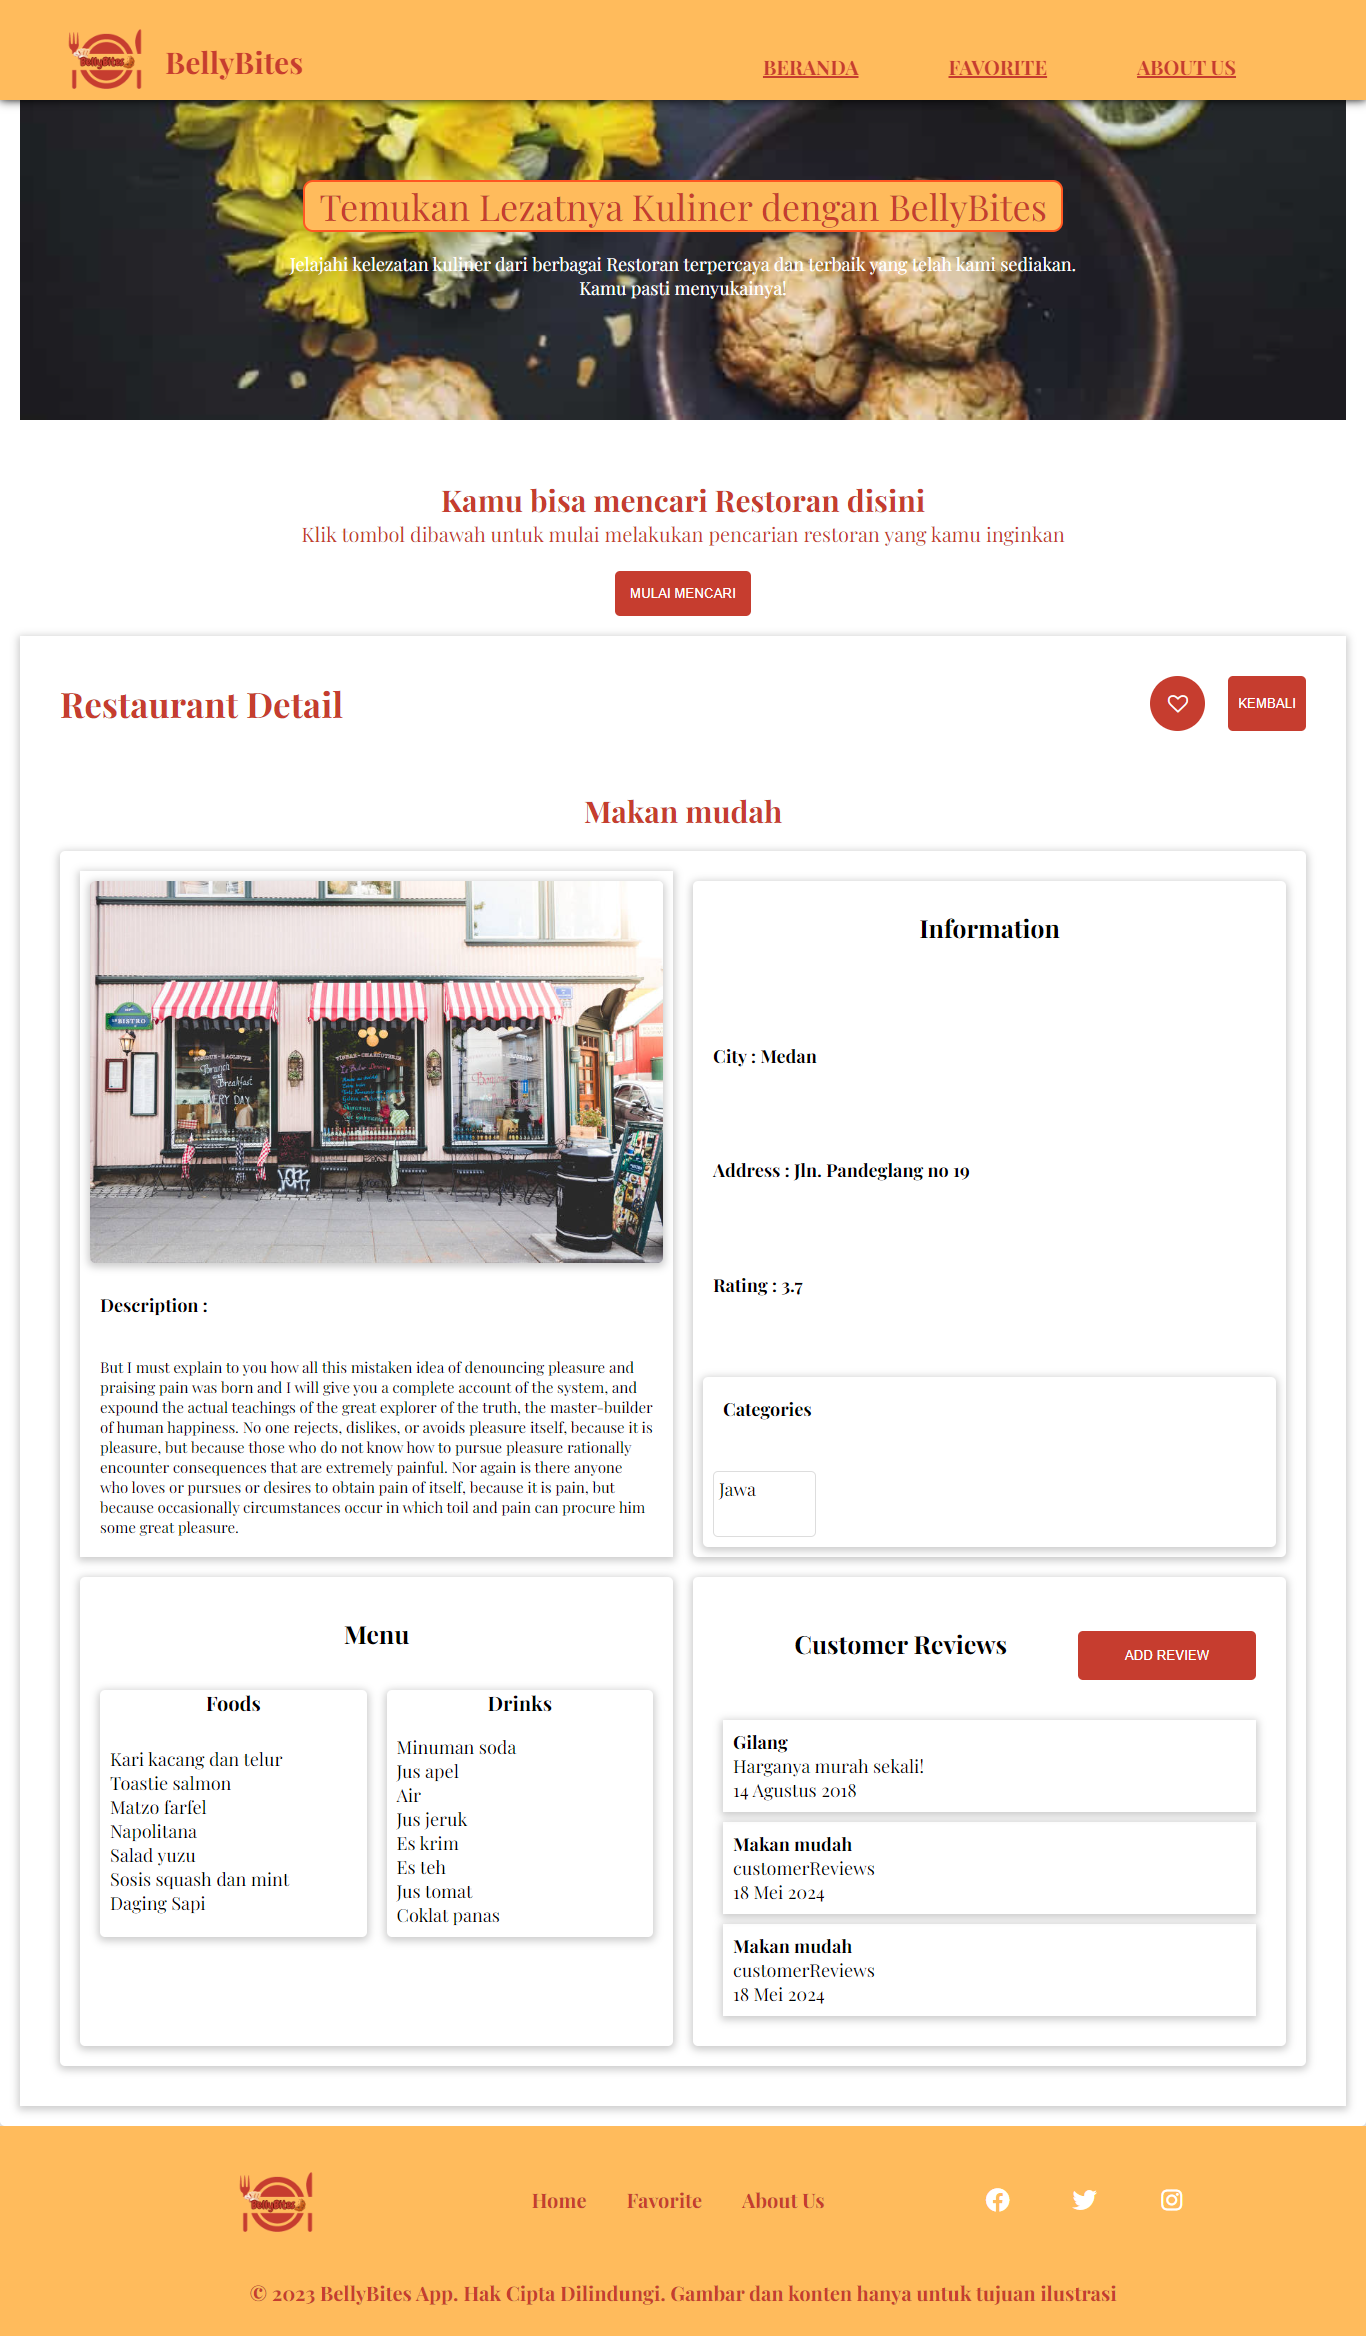 BellyBites
BellyBites
BERANDA
FAVORITE
ABOUT US
Temukan Lezatnya Kuliner dengan BellyBites
Jelajahi kelezatan kuliner dari berbagai Restoran terpercaya dan terbaik yang telah kami sediakan.
Kamu pasti menyukainya!
Kamu bisa mencari Restoran disini
Klik tombol dibawah untuk mulai melakukan pencarian restoran yang kamu inginkan
MULAI MENCARI
Restaurant Detail
KEMBALI
Makan mudah
BISTRO
Brunch
Breakfast
Description :
But I must explain to you how all this mistaken idea of denouncing pleasure and
praising pain was born and I will give you a complete account of the system, and
expound the actual teachings of the great explorer of the truth, the master-builder
of human happiness. No one rejects, dislikes, or avoids pleasure itself, because it is
pleasure, but because those who do not know how to pursue pleasure rationally
encounter consequences that are extremely painful. Nor again is there anyone
who loves or pursues or desires to obtain pain of itself, because it is pain, but
because occasionally circumstances occur in which toil and pain can procure him
some great pleasure.
Information
City : Medan
Address : Jln. Pandeglang no 19
Rating : 3.7
Categories
Jawa
Menu
Foods
Kari kacang dan telur
Toastie salmon
Matzo farfel
Napolitana
Salad yuzu
Sosis squash dan mint
Daging Sapi
Drinks
Minuman soda
Jus apel
Air
Jus jeruk
Es krim
Es teh
Jus tomat
Coklat panas
Customer Reviews
ADD REVIEW
Gilang
Harganya murah sekali!
14 Agustus 2018
Makan mudah
customerReviews
18 Mei 2024
Makan mudah
customerReviews
18 Mei 2024
BellyBites
Home
Favorite
About Us
© 2023 BellyBites App. Hak Cipta Dilindungi. Gambar dan konten hanya untuk tujuan ilustrasi